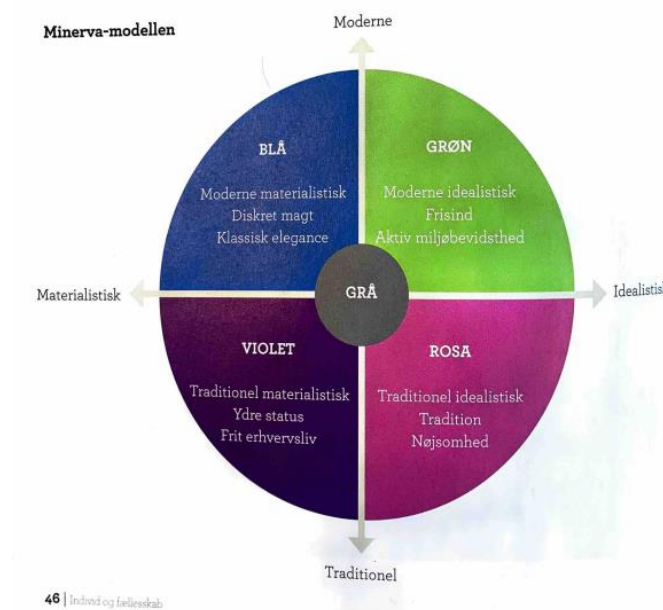 Minerva-modellen
Moderne
BLÅ
Moderne materialistisk
Diskret magt
Klassisk elegance
GRØN
Moderne idealistisk
Frisind
Aktiv miljøbevidsthed
Materialistisk
GRÅ
Idealistisk
VIOLET
Traditionel materialistisk
Ydre status
Frit erhvervsliv
ROSA
Traditionel idealistisk
Tradition
Nøjsomhed
Traditionel
46 | Individ og fællesskab